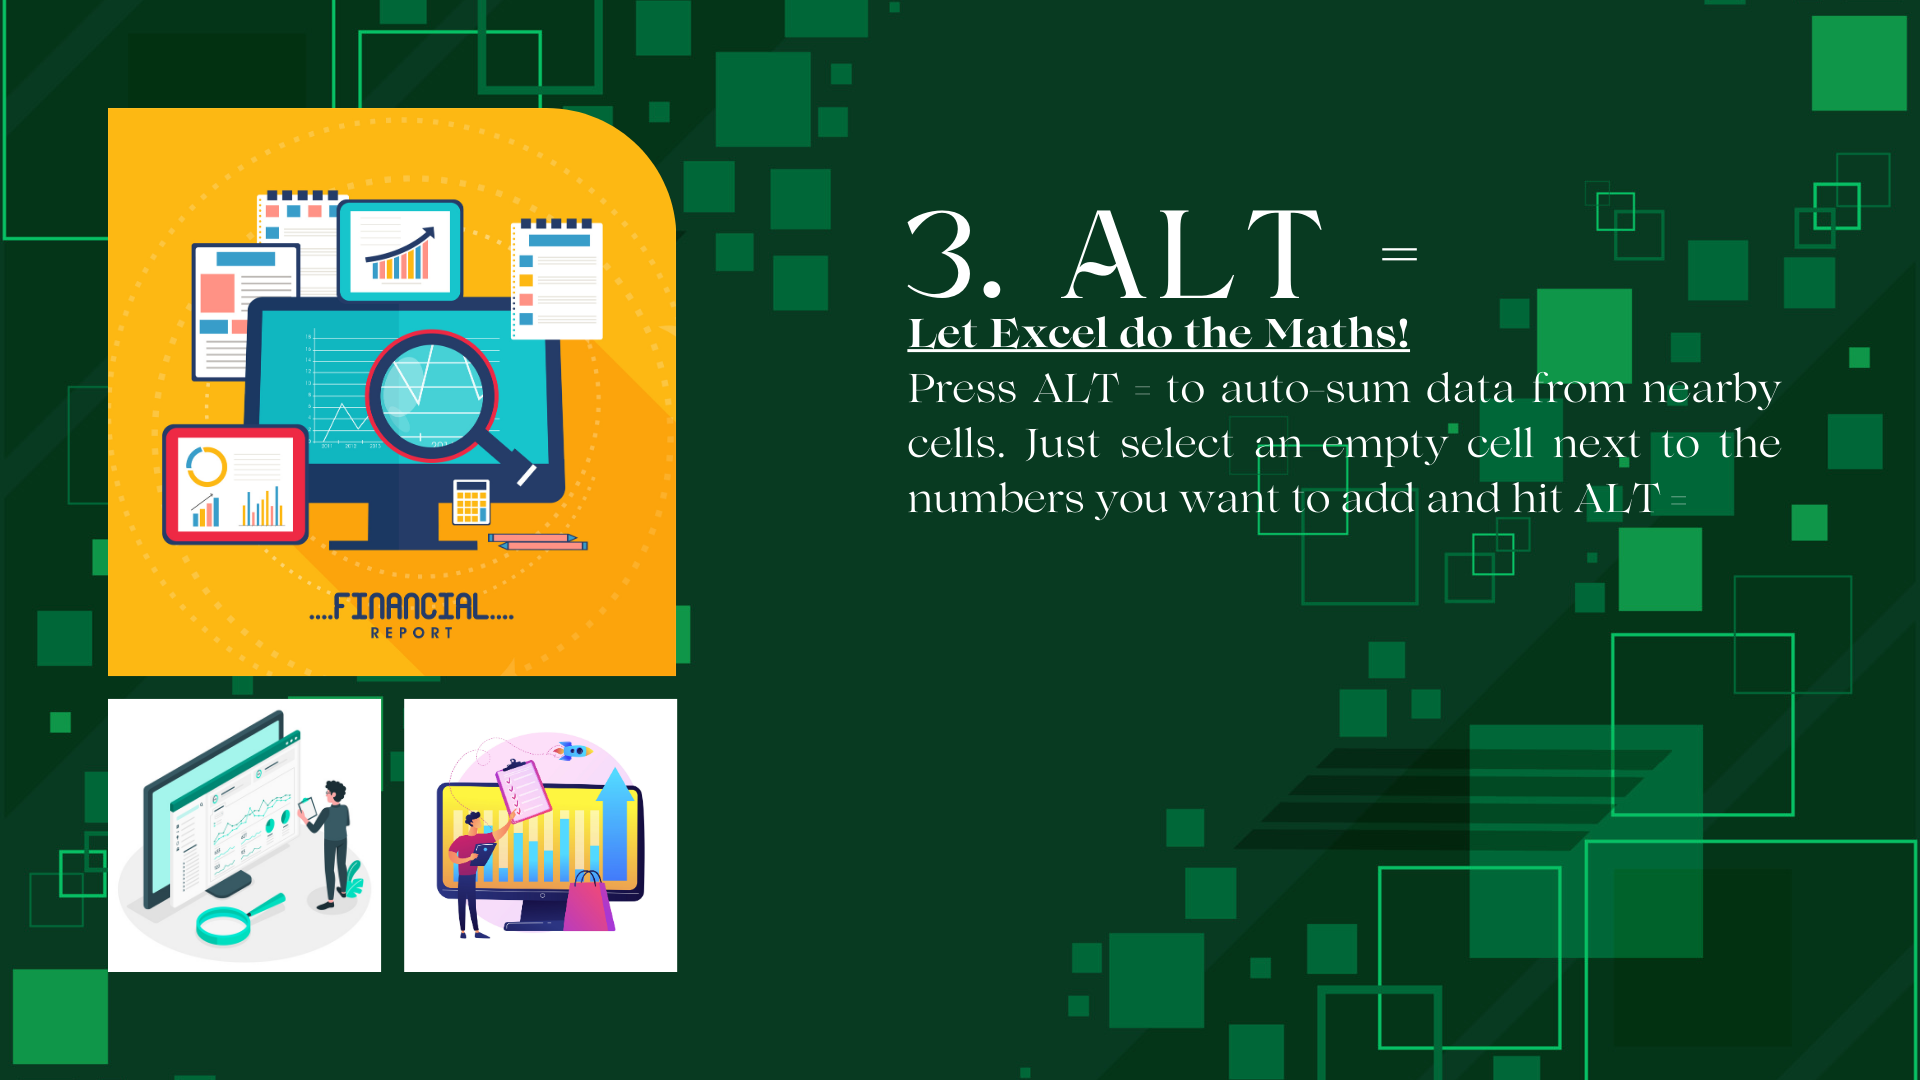 3. ALT =
Let Excel do the Maths!
Press ALT = to auto-sum data from nearby
cells. Just select an empty cell next to the
numbers you want to add and hit ALT =
....FINANCIAL....
REPORT